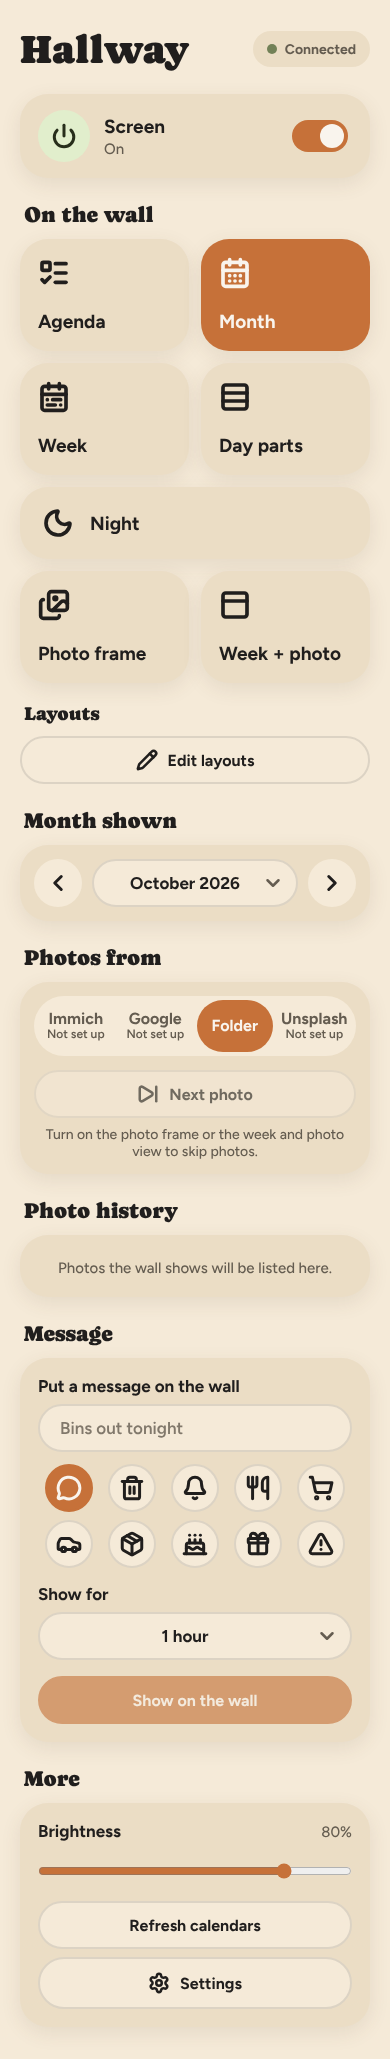 Hallway
Connected
Screen
On
On the wall
Agenda
Month
Week
Day parts
Night
Photo frame
Week + photo
Layouts
Edit layouts
Month shown
October 2026
Photos from
Immich
Not set up
Google
Not set up
Folder
Unsplash
Not set up
Next photo
Turn on the photo frame or the week and photo
view to skip photos.
Photo history
Photos the wall shows will be listed here.
Message
Put a message on the wall
Bins out tonight
Show for
1 hour
Show on the wall
More
Brightness
80%
Refresh calendars
Settings